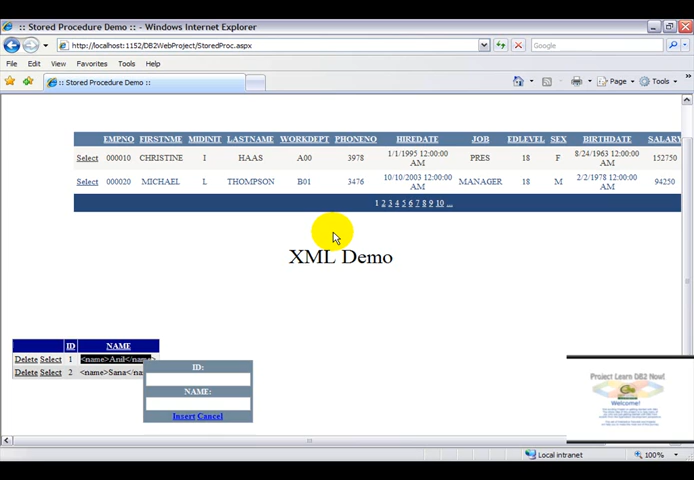 :: Stored Procedure Demo :: - Windows Internet Explorer
http://localhost:1152/DB2WebProject/StoredProc.aspx
Google
File Edit View Favorites Tools Help
:: Stored Procedure Demo ::
Page Tools
EMPNO FIRSTNME MIDINIT LASTNAME WORKDEPT PHONENO HIREDATE JOB EDLEVEL SEX BIRTHDATE SALARY
Select 000010 CHRISTINE I HAAS A00 3978 1/1/1995 12:00:00 AM PRES 18 F 8/24/1963 12:00:00 AM 152750
Select 000020 MICHAEL L THOMPSON B01 3476 10/10/2003 12:00:00 AM MANAGER 18 M 2/2/1978 12:00:00 AM 94250
1 2 3 4 5 6 7 8 9 10 ...
XML Demo
ID NAME
Delete Select 1 <name>Anil</name>
Delete Select 2 <name>Sana</na
ID:
NAME:
Insert Cancel
Project Learn DB2 Now!
Welcome!
Local intranet
100%